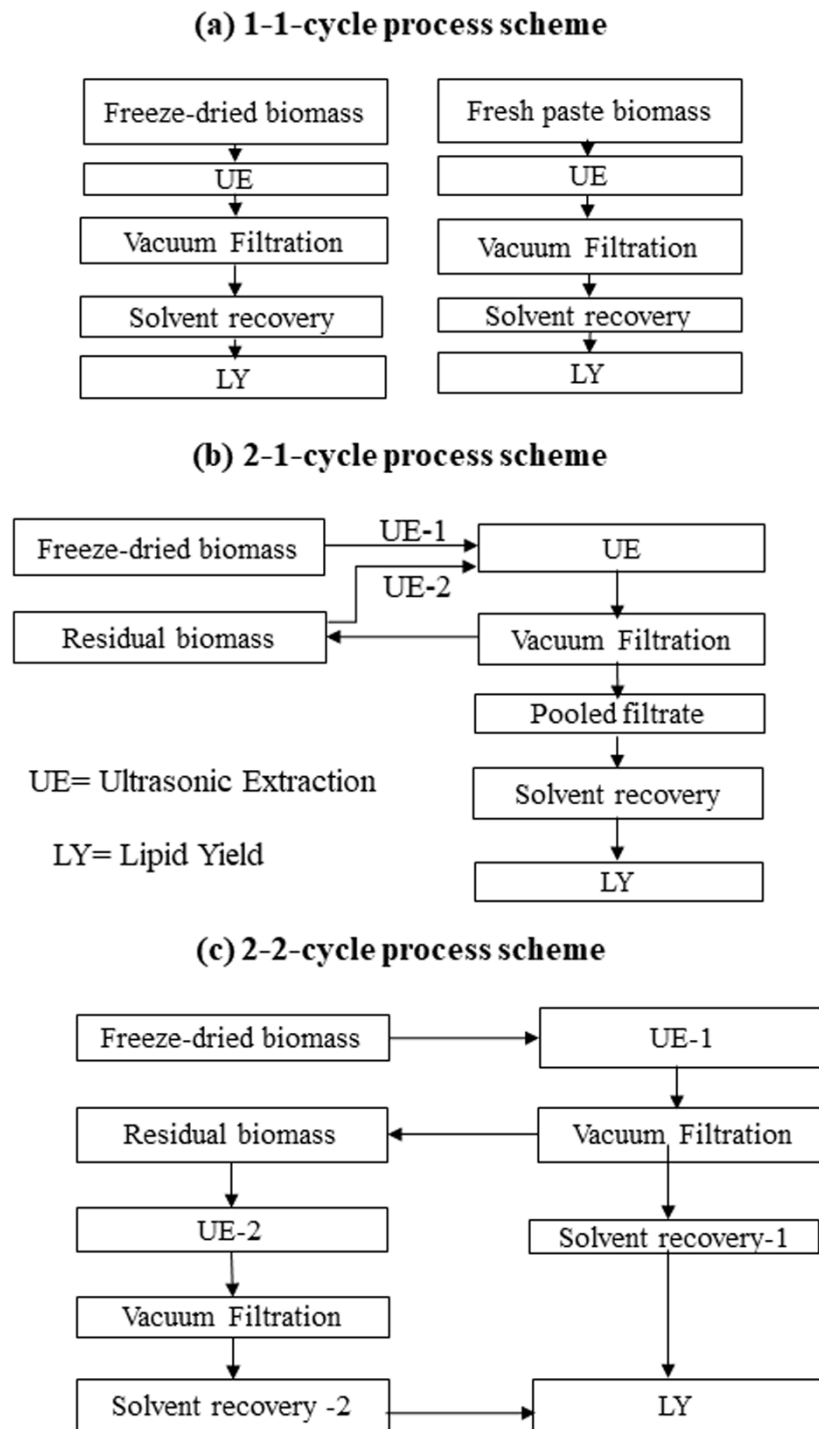 (a) 1-1-cycle process scheme
Freeze-dried biomass
UE
Vacuum Filtration
Solvent recovery
LY
Fresh paste biomass
UE
Vacuum Filtration
Solvent recovery
LY
(b) 2-1-cycle process scheme
Freeze-dried biomass
UE-1
UE
UE-2
Residual biomass
Vacuum Filtration
Pooled filtrate
UE= Ultrasonic Extraction
Solvent recovery
LY= Lipid Yield
LY
(c) 2-2-cycle process scheme
Freeze-dried biomass
UE-1
Residual biomass
Vacuum Filtration
UE-2
Solvent recovery-1
Vacuum Filtration
Solvent recovery -2
LY